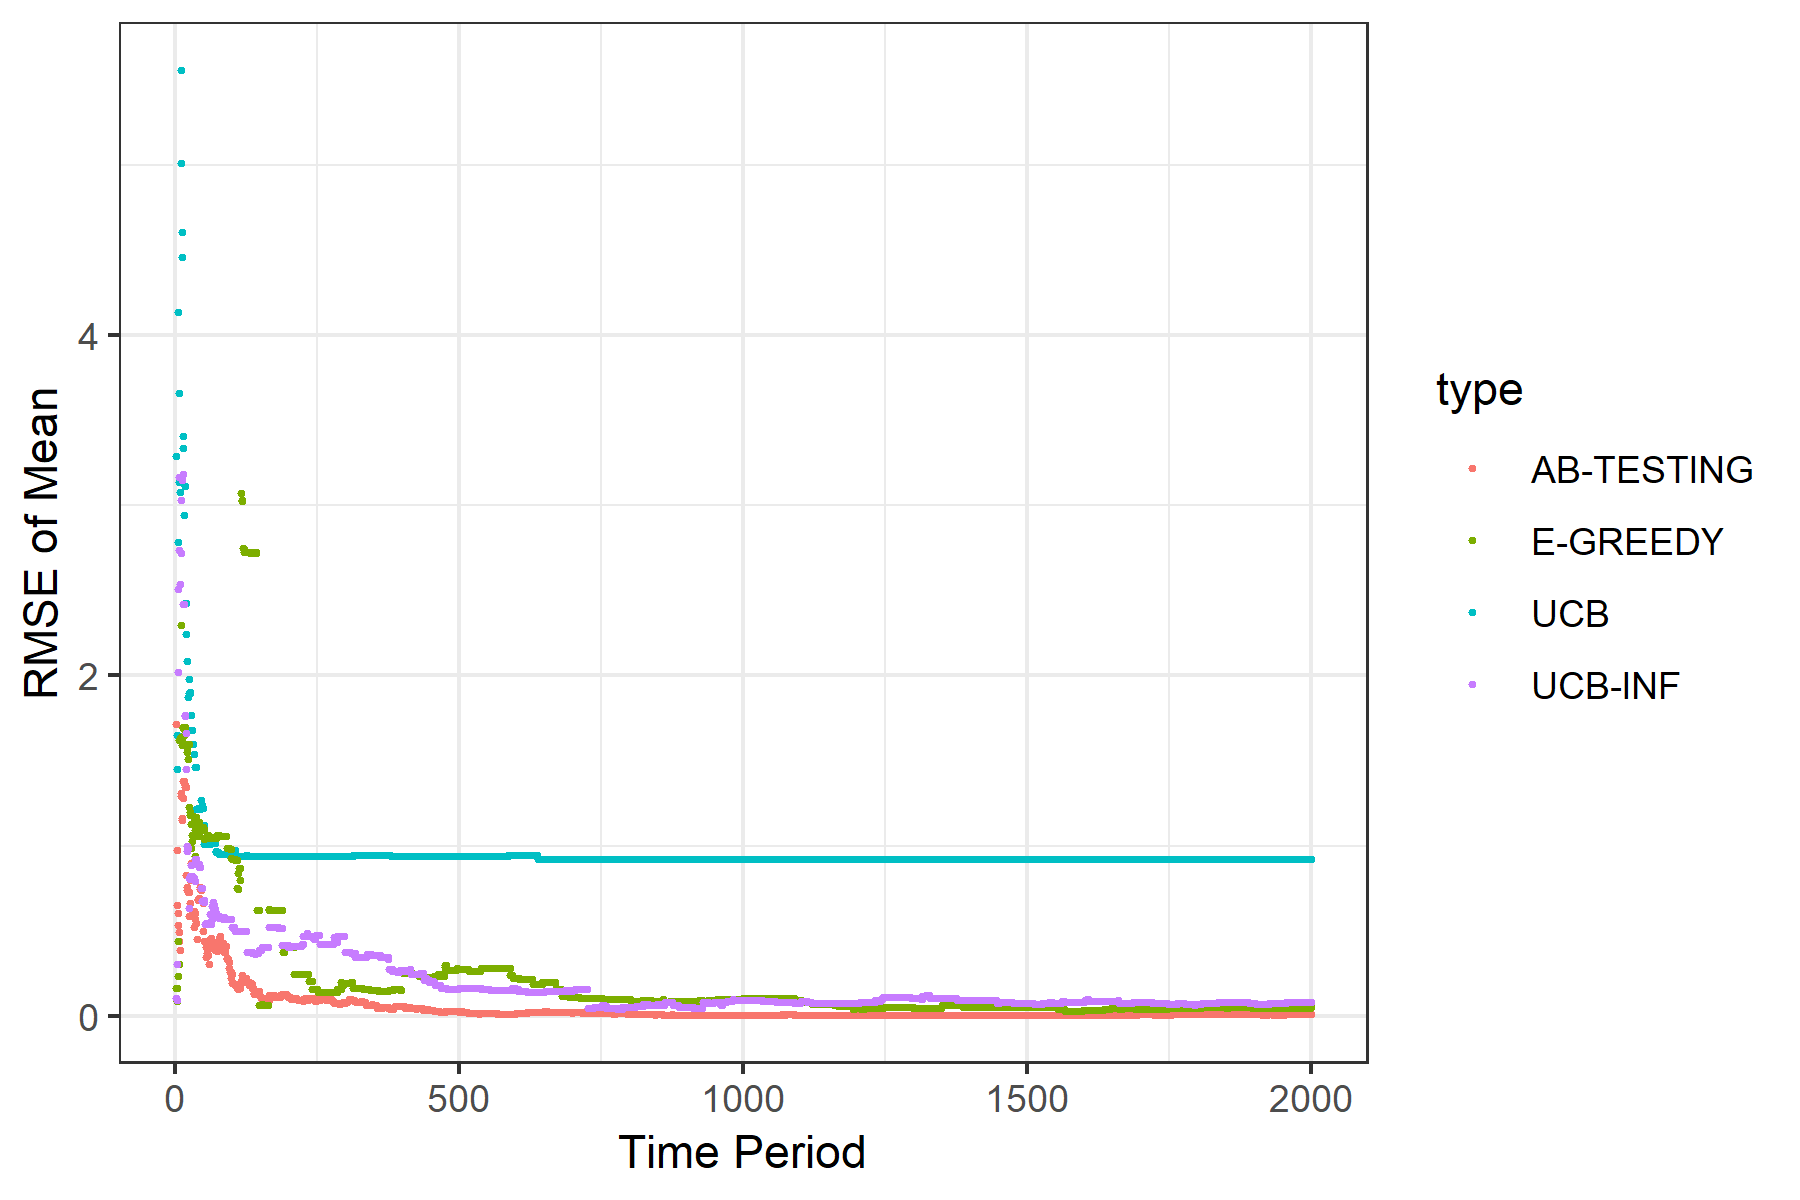 RMSE of Mean
4
2
0
0
500
1000
1500
2000
Time Period
type
AB-TESTING
E-GREEDY
UCB
UCB-INF